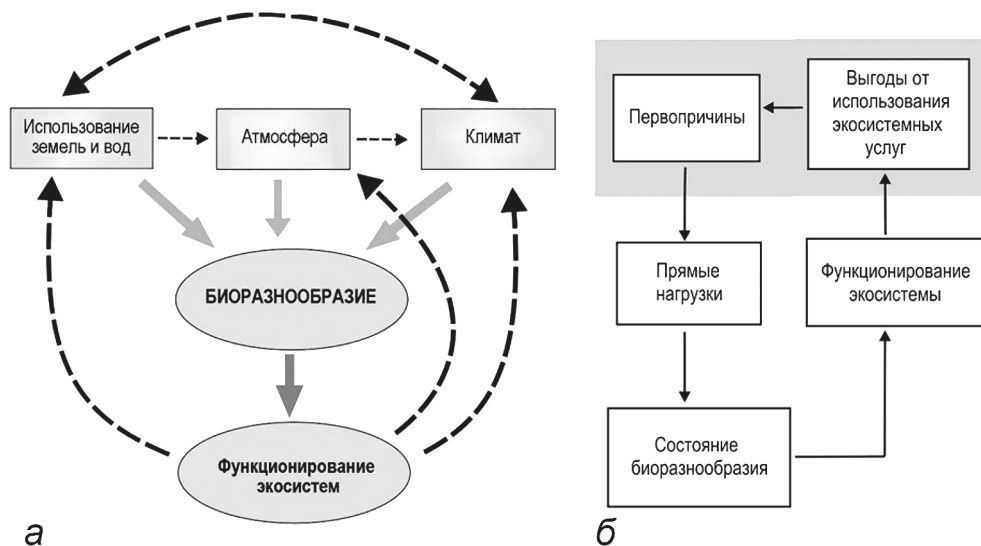 Использование
земель и вод
Атмосфера
Климат
БИОРАЗНООБРАЗИЕ
Функционирование
экосистем
а
Первопричины
Выгоды от
использования
экосистемных
услуг
Прямые
нагрузки
Функционирование
экосистемы
Состояние
биоразнообразия
б